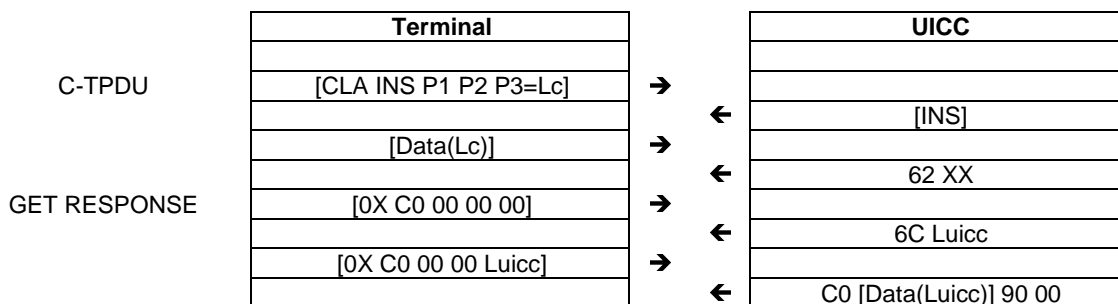 Terminal UICC
C-TPDU [CLA INS P1 P2 P3=Lc] ➔
🡰 [INS]
[Data(Lc)] ➔
🡰 62 XX
GET RESPONSE [0X C0 00 00 00] ➔
🡰 6C Luicc
[0X C0 00 00 Luicc] ➔
🡰 C0 [Data(Luicc)] 90 00